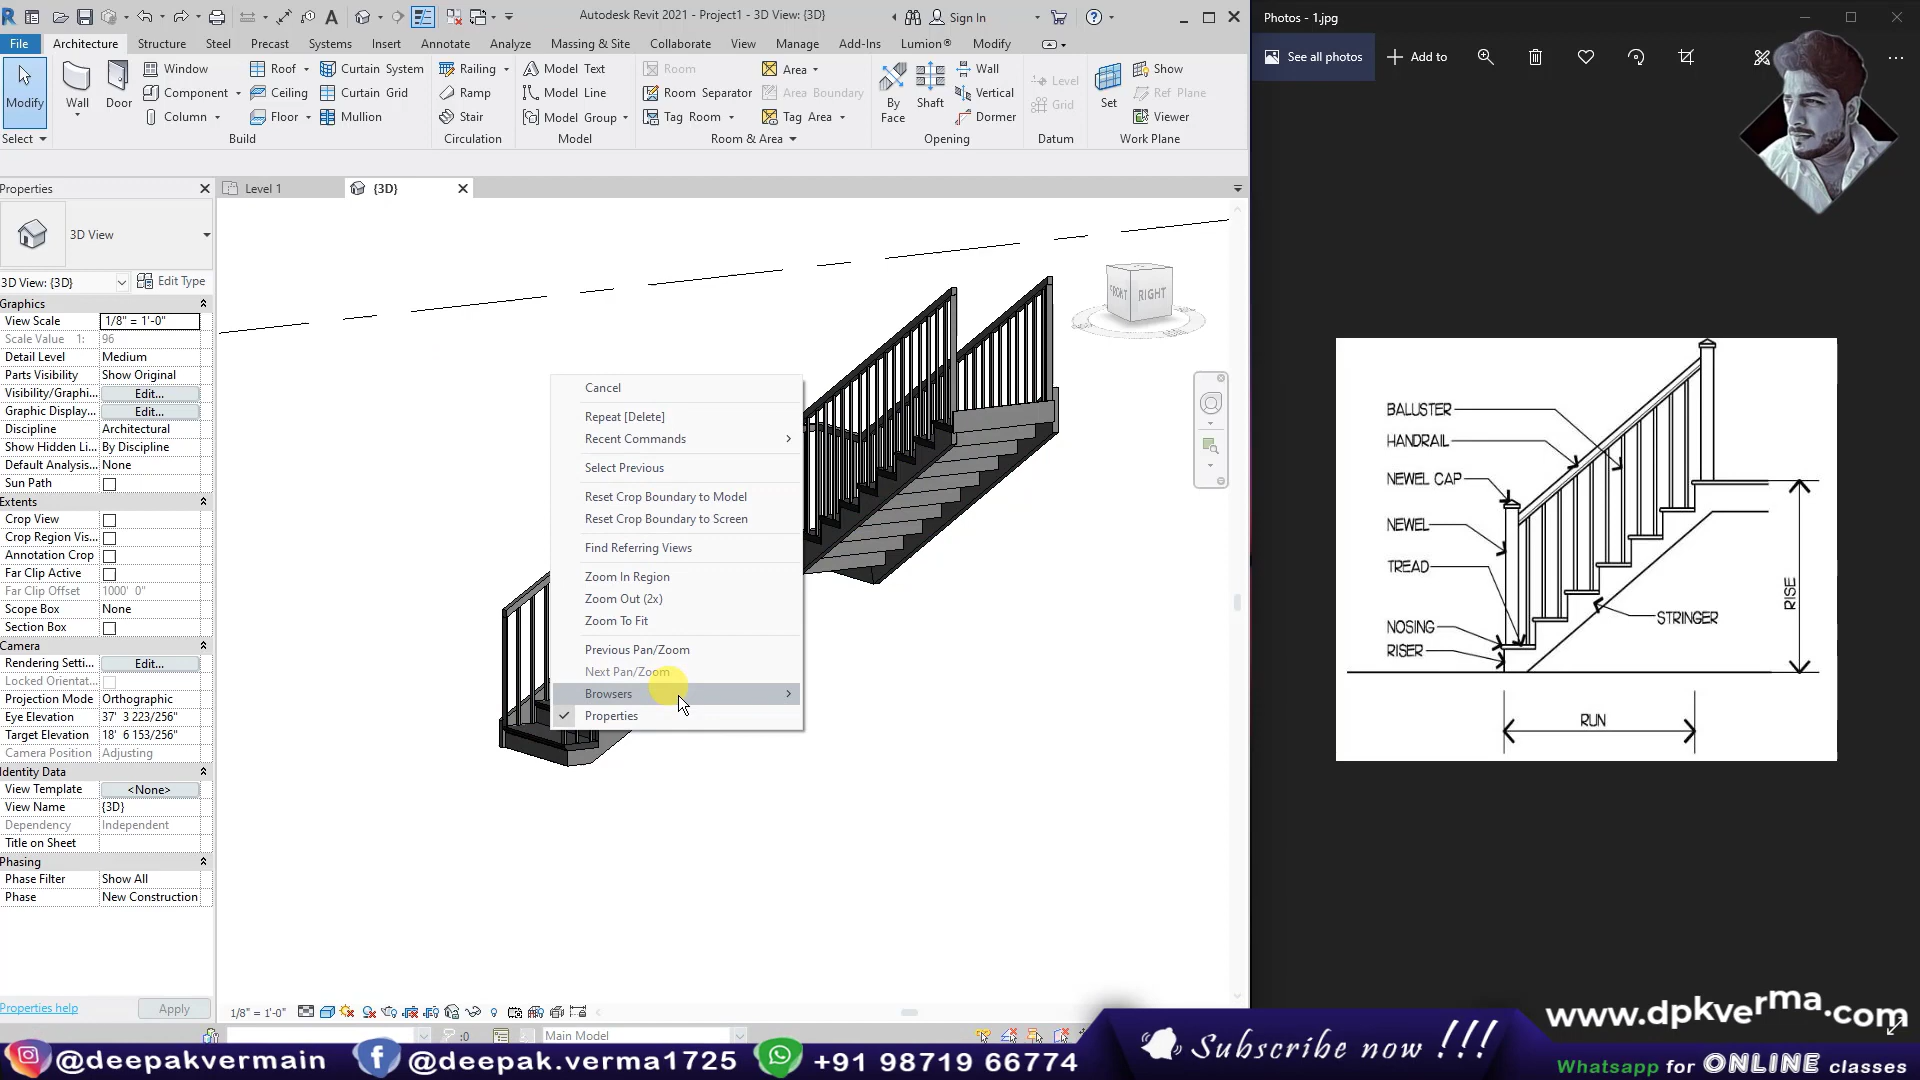 Autodesk Revit 2021 - Project1 - 3D View: {3D}
Sign In
File
Architecture
Structure
Steel
Precast
Systems
Insert
Annotate
Analyze
Massing & Site
Collaborate
View
Manage
Add-Ins
Lumion®
Modify
Modify
Wall
Door
Window
Component
Column
Roof
Ceiling
Floor
Curtain System
Curtain Grid
Mullion
Railing
Ramp
Stair
Model Text
Model Line
Model Group
Room
Room Separator
Tag Room
Area
Area Boundary
Tag Area
By Face
Shaft
Wall
Vertical
Dormer
Level
Grid
Set
Show
Ref Plane
Viewer
Select
Build
Circulation
Model
Room & Area
Opening
Datum
Work Plane
Properties
Level 1
{3D}
3D View
3D View: {3D}
Edit Type
Graphics
View Scale 1/8" = 1'-0"
Scale Value 1: 96
Detail Level Medium
Parts Visibility Show Original
Visibility/Graphi... Edit...
Graphic Display... Edit...
Discipline Architectural
Show Hidden Li... By Discipline
Default Analysis... None
Sun Path
Extents
Crop View
Crop Region Vis...
Annotation Crop
Far Clip Active
Far Clip Offset 1000' 0"
Scope Box None
Section Box
Camera
Rendering Setti... Edit...
Locked Orientat...
Projection Mode Orthographic
Eye Elevation 37' 3 223/256"
Target Elevation 18' 6 153/256"
Camera Position Adjusting
Identity Data
View Template <None>
View Name {3D}
Dependency Independent
Title on Sheet
Phasing
Phase Filter Show All
Phase New Construction
Properties help
Apply
Cancel
Repeat [Delete]
Recent Commands
Select Previous
Reset Crop Boundary to Model
Reset Crop Boundary to Screen
Find Referring Views
Zoom In Region
Zoom Out (2x)
Zoom To Fit
Previous Pan/Zoom
Next Pan/Zoom
Browsers
Properties
FRONT
RIGHT
1/8" = 1'-0"
:0
Main Model
Photos - 1.jpg
See all photos
Add to
BALUSTER
HANDRAIL
NEWEL CAP
NEWEL
TREAD
NOSING
RISER
STRINGER
RISE
RUN
@deepakvermain
@deepak.verma1725
+91 98719 66774
Subscribe now !!!
www.dpkverma.com
Whatsapp for ONLINE classes